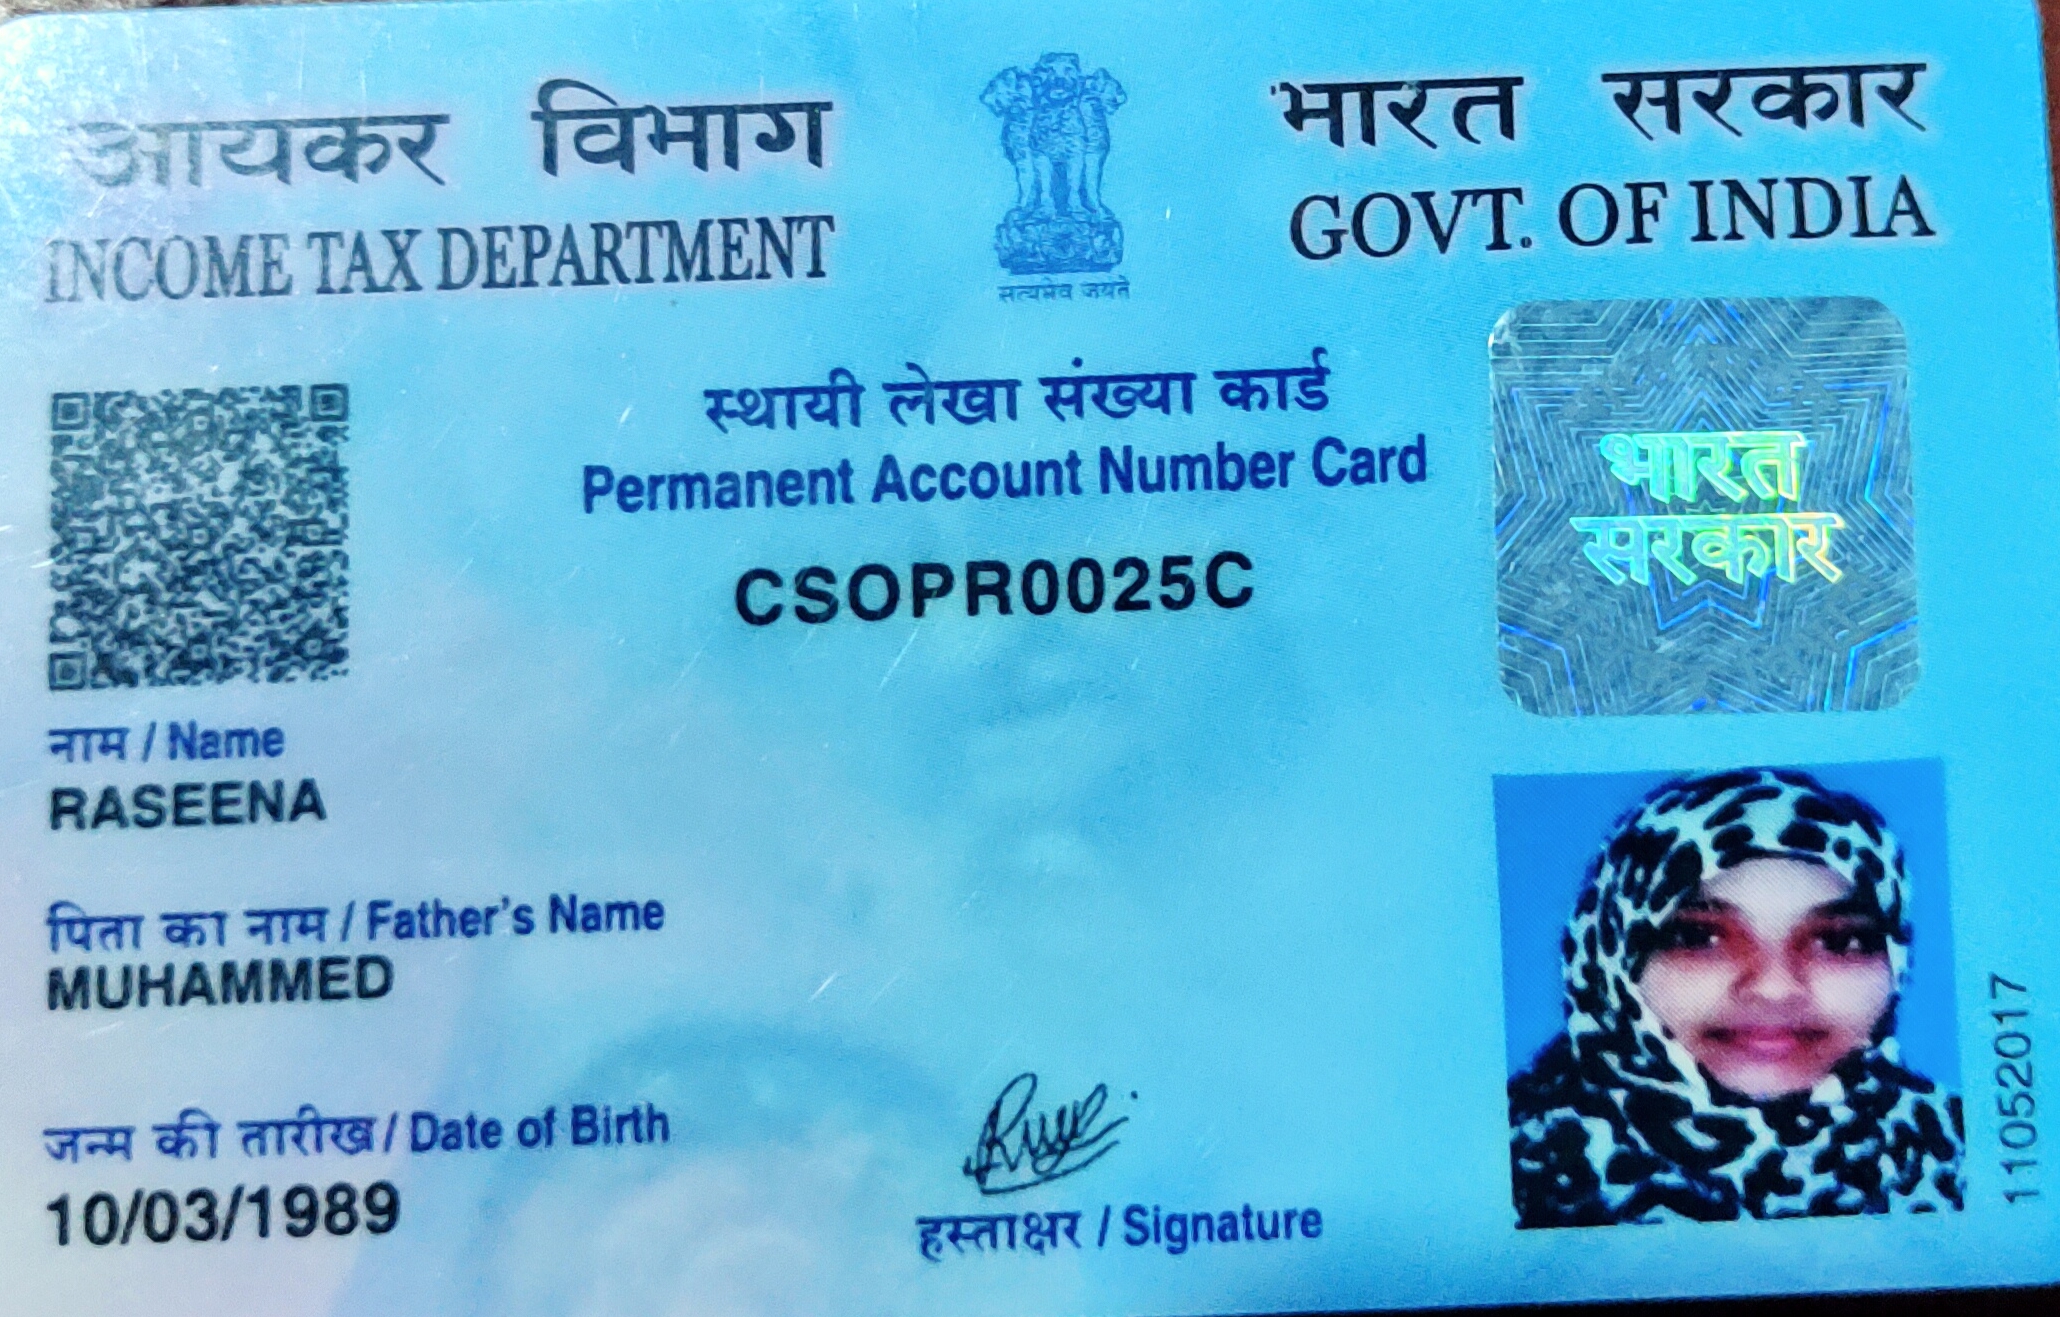 आयकर विभाग
INCOME TAX DEPARTMENT
सत्यमेव जयते
भारत सरकार
GOVT. OF INDIA
स्थायी लेखा संख्या कार्ड
Permanent Account Number Card
CSOPR0025C
भारत
सरकार
नाम / Name
RASEENA
पिता का नाम / Father's Name
MUHAMMED
जन्म की तारीख / Date of Birth
10/03/1989
हस्ताक्षर / Signature
11052017